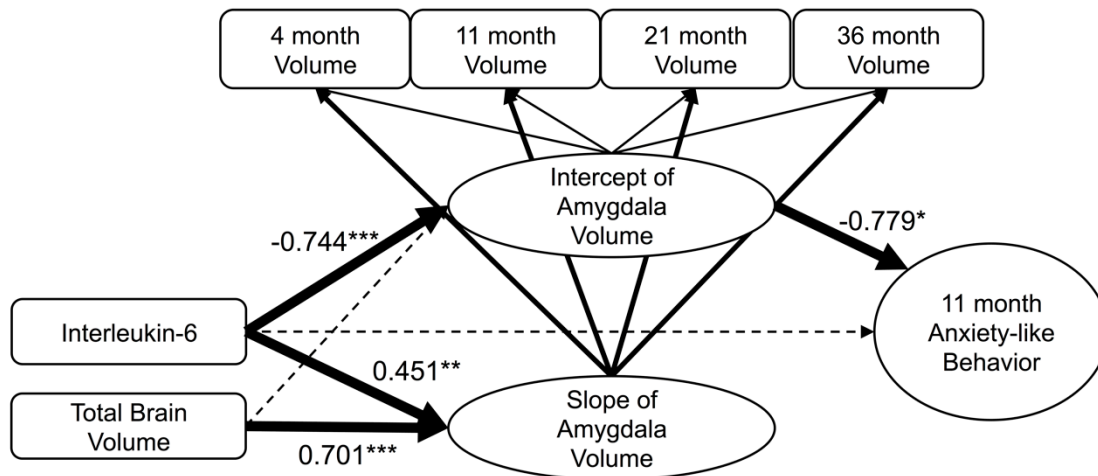 4 month
Volume
11 month
Volume
21 month
Volume
36 month
Volume
Intercept of
Amygdala
Volume
-0.744***
-0.779*
Interleukin-6
11 month
Anxiety-like
Behavior
0.451**
Total Brain
Volume
0.701***
Slope of
Amygdala
Volume